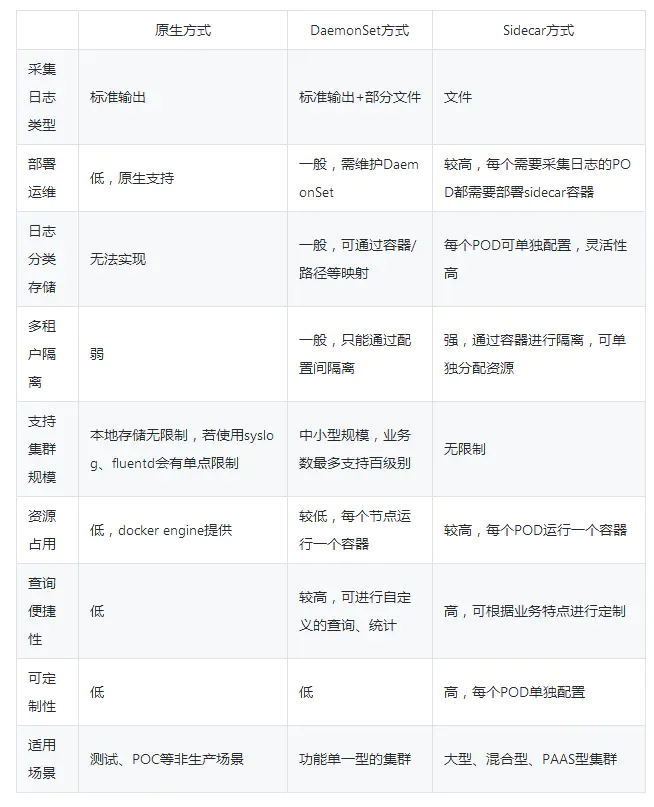 原生方式 DaemonSet方式 Sidecar方式
采集
日志
类型
标准输出
标准输出+部分文件
文件
部署
运维
低，原生支持
一般，需维护Daem
onSet
较高，每个需要采集日志的PO
D都需要部署sidecar容器
日志
分类
存储
无法实现
一般，可通过容器/
路径等映射
每个POD可单独配置，灵活性
高
多租
户隔
离
弱
一般，只能通过配
置间隔离
强，通过容器进行隔离，可单
独分配资源
支持
集群
规模
本地存储无限制，若使用syslo
g、fluentd会有单点限制
中小型规模，业务
数最多支持百级别
无限制
资源
占用
低，docker engine提供
较低，每个节点运
行一个容器
较高，每个POD运行一个容器
查询
便捷
性
低
较高，可进行自定
义的查询、统计
高，可根据业务特点进行定制
可定
制性
低
低
高，每个POD单独配置
适用
场景
测试、POC等非生产场景
功能单一型的集群
大型、混合型、PAAS型集群